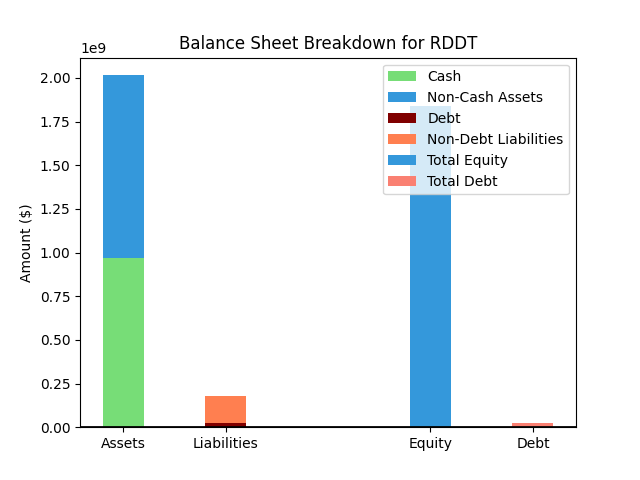 Balance Sheet Breakdown for RDDT
1e9
2.00
1.75
1.50
1.25
1.00
0.75
0.50
0.25
0.00
Amount ($)
Cash
Non-Cash Assets
Debt
Non-Debt Liabilities
Total Equity
Total Debt
Assets
Liabilities
Equity
Debt